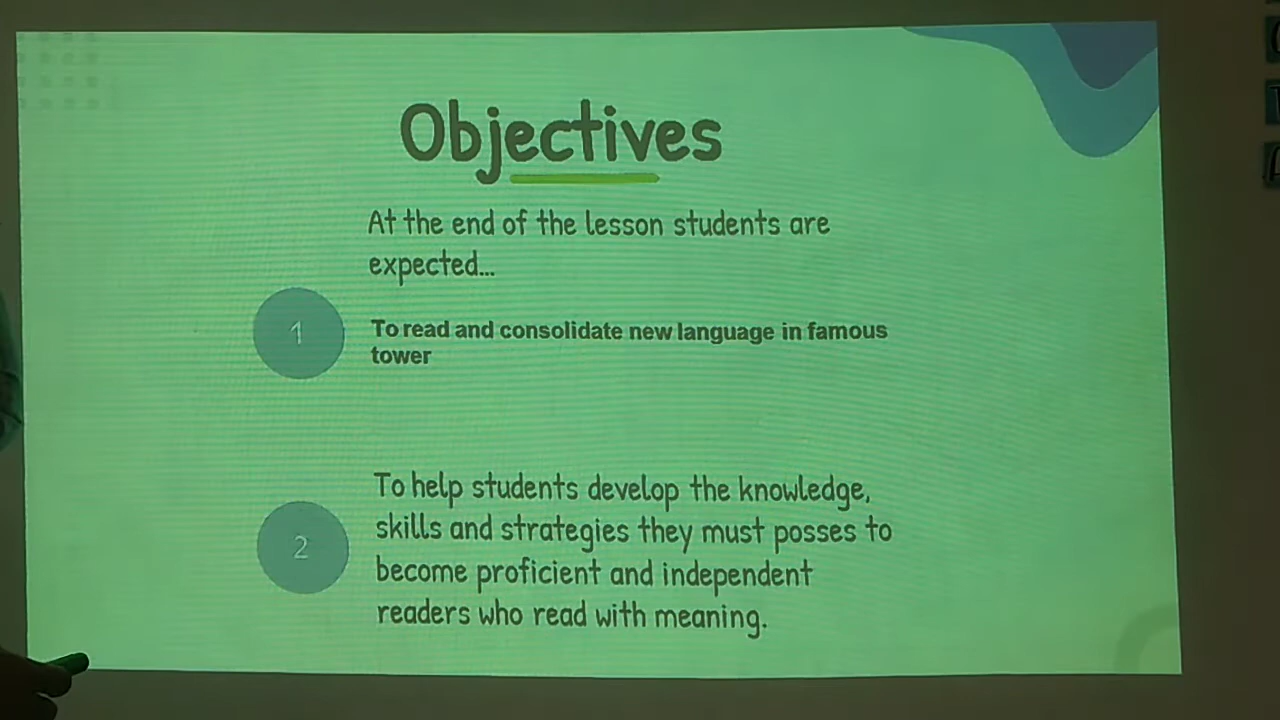 Objectives
At the end of the lesson students are
expected...
1
To read and consolidate new language in famous
tower
2
To help students develop the knowledge,
skills and strategies they must posses to
become proficient and independent
readers who read with meaning.